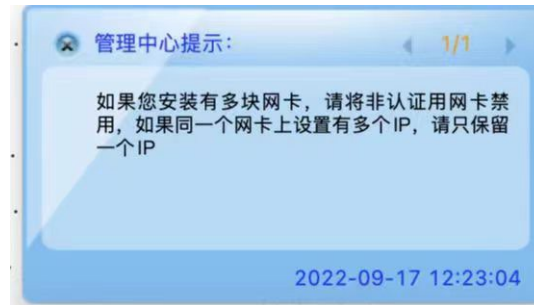 管理中心提示：
1/1
如果您安装有多块网卡，请将非认证用网卡禁
用，如果同一个网卡上设置有多个IP，请只保留
一个IP
2022-09-17 12:23:04